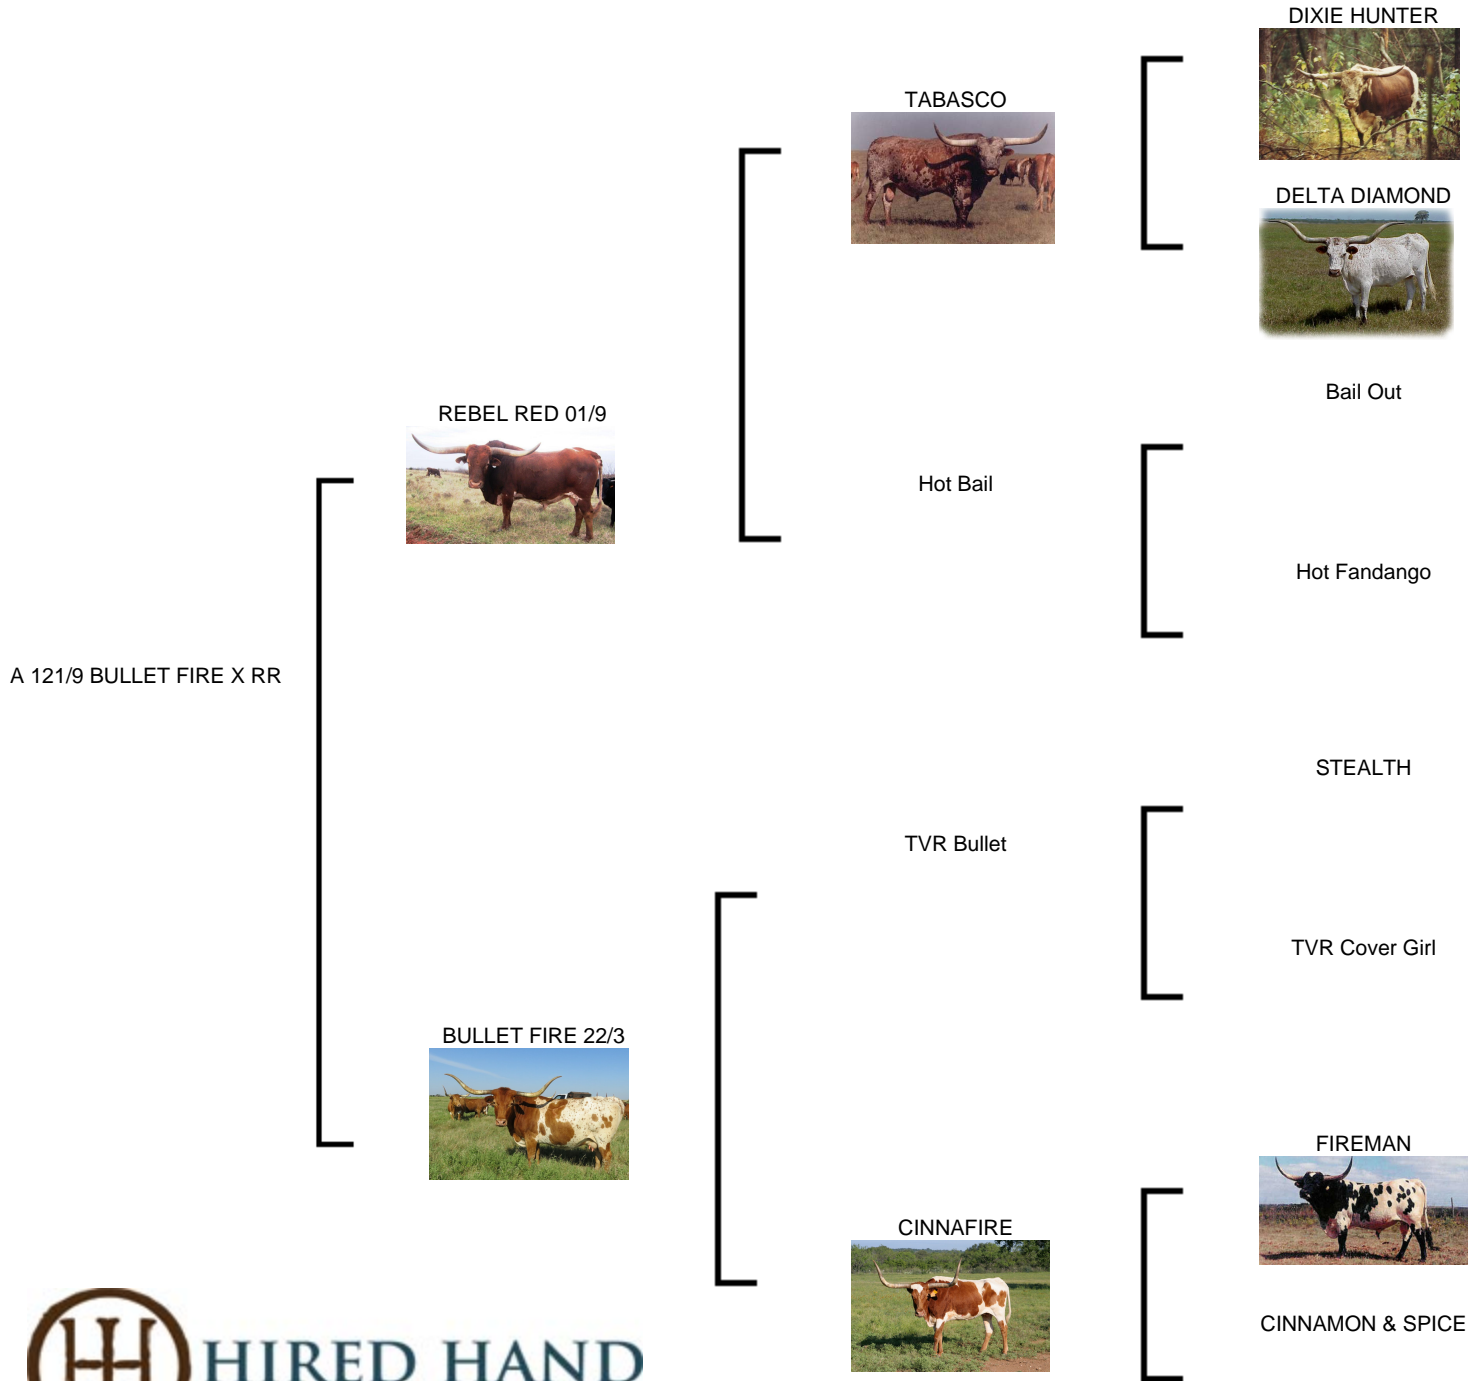 DIXIE HUNTER
TABASCO
DELTA DIAMOND
Bail Out
REBEL RED 01/9
Hot Bail
Hot Fandango
A 121/9 BULLET FIRE X RR
STEALTH
TVR Bullet
TVR Cover Girl
BULLET FIRE 22/3
FIREMAN
CINNAFIRE
CINNAMON & SPICE
HIRED HAND